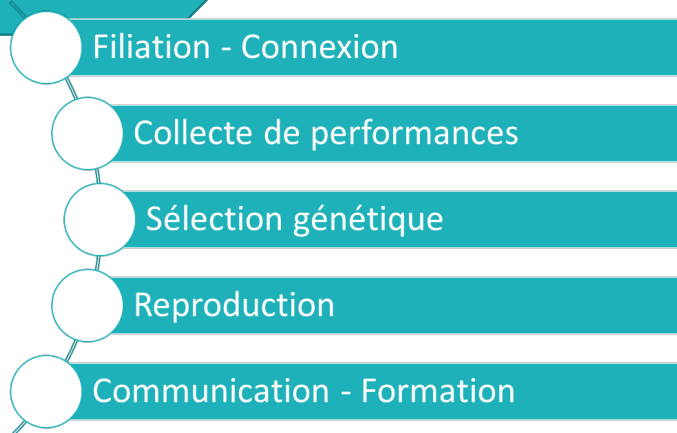 Filiation - Connexion
Collecte de performances
Sélection génétique
Reproduction
Communication - Formation